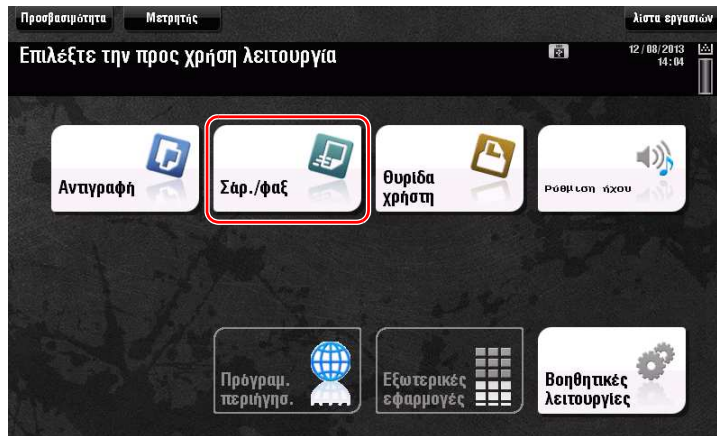 Προσβασιμότητα Μετρητής λίστα εργασιών
Επιλέξτε την προς χρήση λειτουργία
12/08/2013
14:04
Αντιγραφή
Σάρ./φαξ
Θυρίδα
χρήστη
Ρύθμιση ήχου
Πρόγραμ.
περιήγησ.
Εξωτερικές
εφαρμογές
Βοηθητικές
λειτουργίες